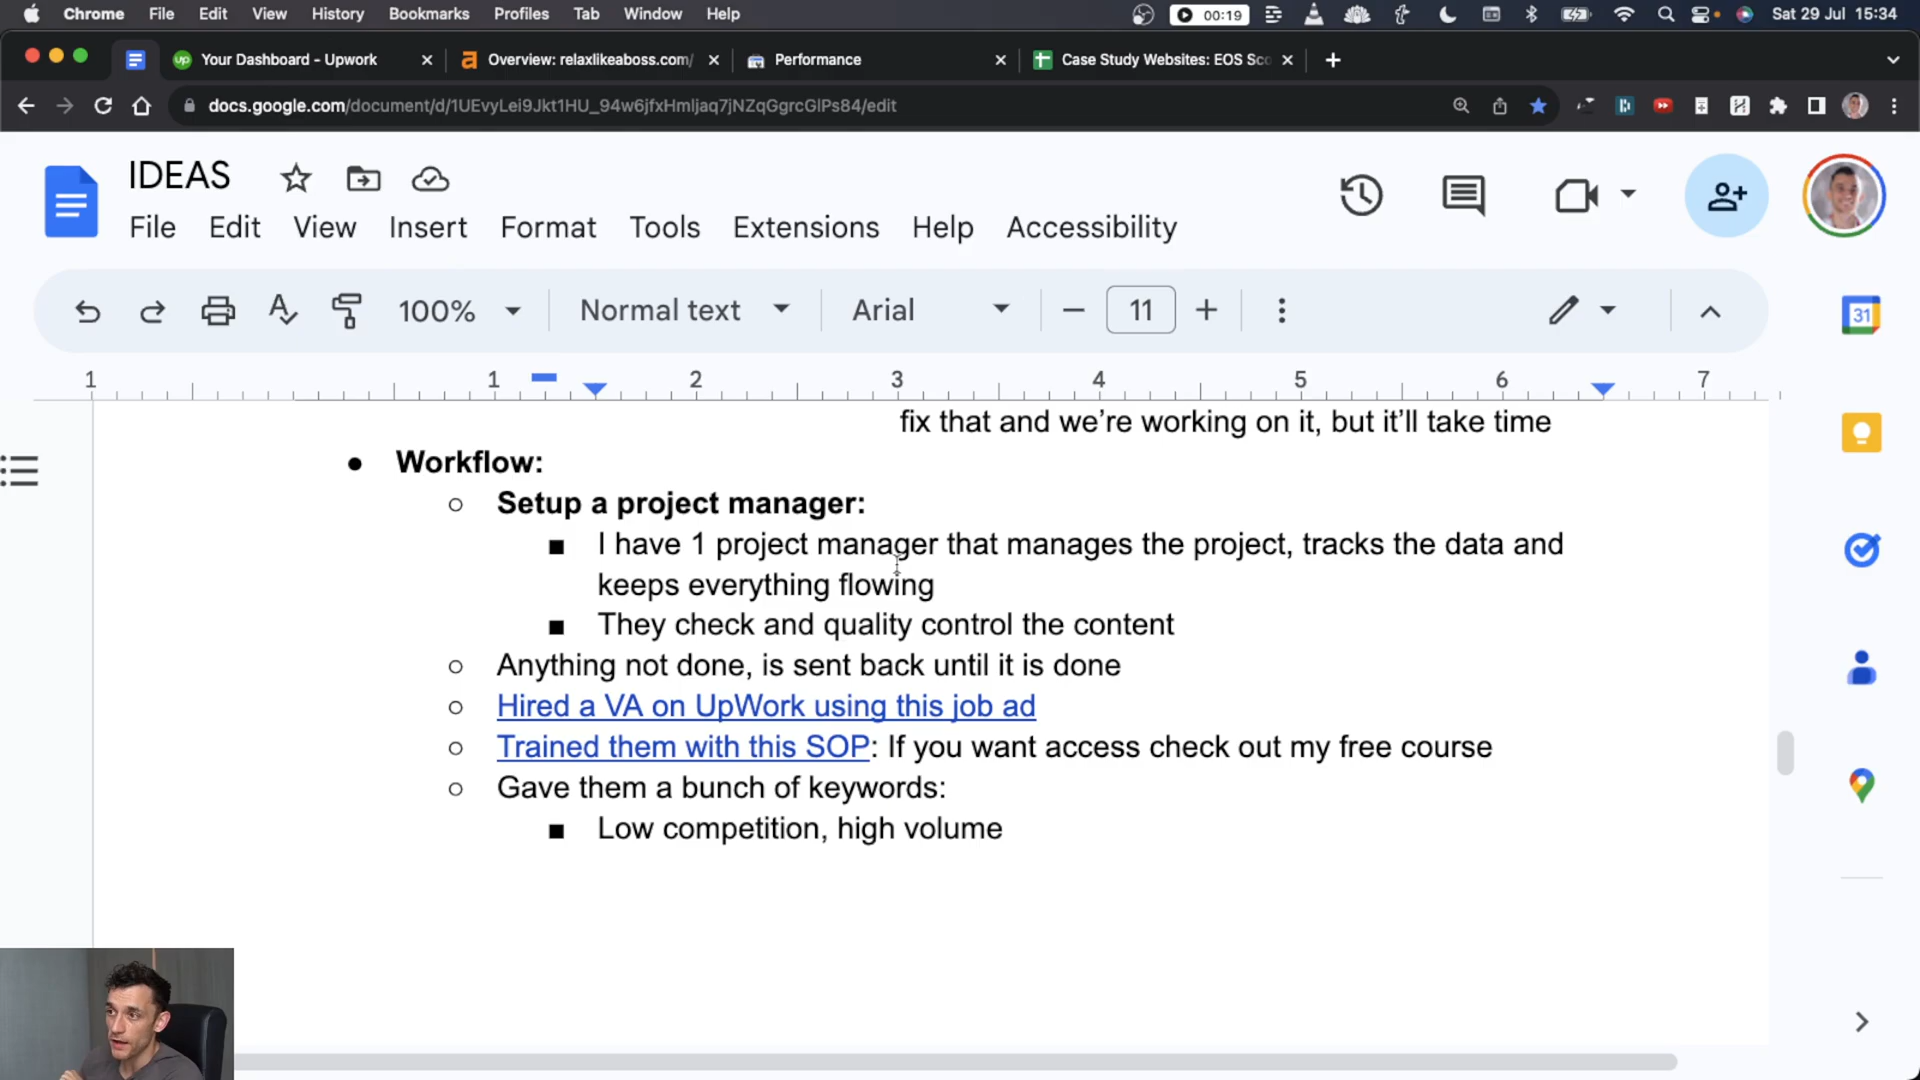 Chrome File Edit View History Bookmarks Profiles Tab Window Help 00:19 Sat 29 Jul 15:34
Your Dashboard - Upwork Overview: relaxlikeaboss.com/ Performance Case Study Websites: EOS Sco
docs.google.com/document/d/1UEvyLei9Jkt1HU_94w6jfxHmljaq7jNZqGgrcGlPs84/edit
IDEAS
File Edit View Insert Format Tools Extensions Help Accessibility
100% Normal text Arial 11
31
1 1 2 3 4 5 6 7
fix that and we’re working on it, but it’ll take time
● Workflow:
○ Setup a project manager:
■ I have 1 project manager that manages the project, tracks the data and
keeps everything flowing
■ They check and quality control the content
○ Anything not done, is sent back until it is done
○ Hired a VA on UpWork using this job ad
○ Trained them with this SOP: If you want access check out my free course
○ Gave them a bunch of keywords:
■ Low competition, high volume